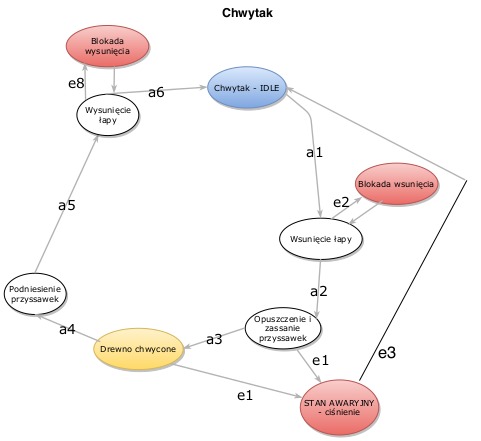 Chwytak
Blokada
wysunięcia
e8
a6
Chwytak - IDLE
Wysunięcie
łapy
a1
Blokada wsunięcia
e2
a5
Wsunięcie łapy
a2
Podniesienie
przyssawek
Opuszczenie i
zassanie
przyssawek
a4
a3
Drewno chwycone
e1
e3
e1
STAN AWARYJNY
- ciśnienie